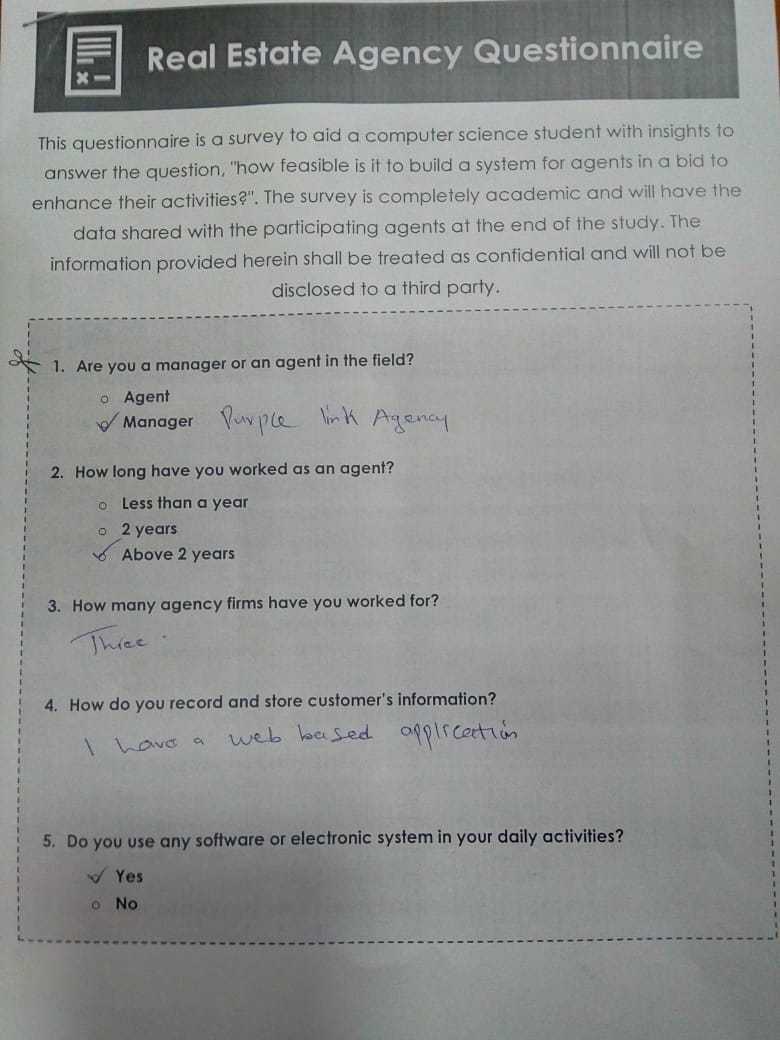 Real Estate Agency Questionnaire
This questionnaire is a survey to aid a computer science student with insights to
answer the question, "how feasible is it to build a system for agents in a bid to
enhance their activities?". The survey is completely academic and will have the
data shared with the participating agents at the end of the study. The
information provided herein shall be treated as confidential and will not be
disclosed to a third party.
1. Are you a manager or an agent in the field?
Agent
Manager Purple link Agency
2. How long have you worked as an agent?
Less than a year
2 years
Above 2 years
3. How many agency firms have you worked for?
Three.
4. How do you record and store customer's information?
I have a web based application
5. Do you use any software or electronic system in your daily activities?
Yes
No